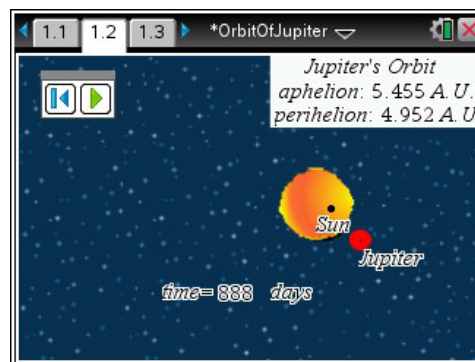 1.1 1.2 1.3 *OrbitOfJupiter
Jupiter's Orbit
aphelion: 5.455 A.U.
perihelion: 4.952 A.U
Sun
Jupiter
time= 888 days